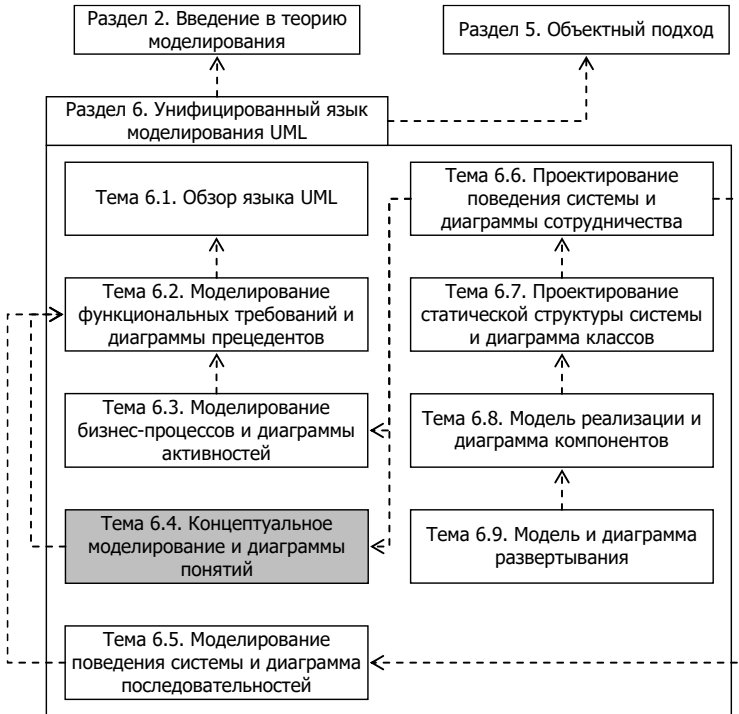 Раздел 2. Введение в теорию
моделирования
Раздел 5. Объектный подход
Раздел 6. Унифицированный язык
моделирования UML
Тема 6.1. Обзор языка UML
Тема 6.2. Моделирование
функциональных требований и
диаграммы прецедентов
Тема 6.3. Моделирование
бизнес-процессов и диаграммы
активностей
Тема 6.4. Концептуальное
моделирование и диаграммы
понятий
Тема 6.5. Моделирование
поведения системы и диаграмма
последовательностей
Тема 6.6. Проектирование
поведения системы и
диаграммы сотрудничества
Тема 6.7. Проектирование
статической структуры системы
и диаграмма классов
Тема 6.8. Модель реализации и
диаграмма компонентов
Тема 6.9. Модель и диаграмма
развертывания